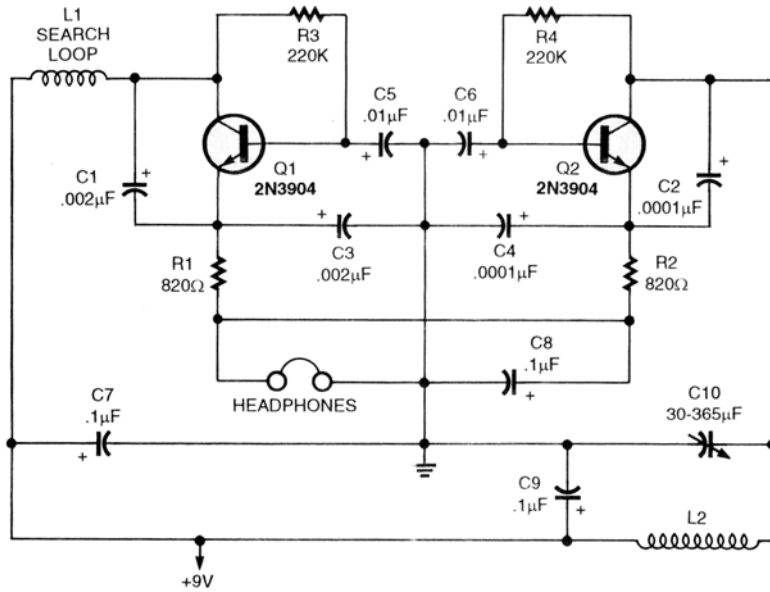 L1
SEARCH
LOOP
R3
220K
R4
220K
C5
.01µF
C6
.01µF
+
+
Q1
2N3904
Q2
2N3904
C1
.002µF
+
C2
.0001µF
+
+
C3
.002µF
+
C4
.0001µF
R1
820Ω
R2
820Ω
HEADPHONES
C8
.1µF
+
C7
.1µF
+
C10
30-365µF
C9
.1µF
+
L2
+9V